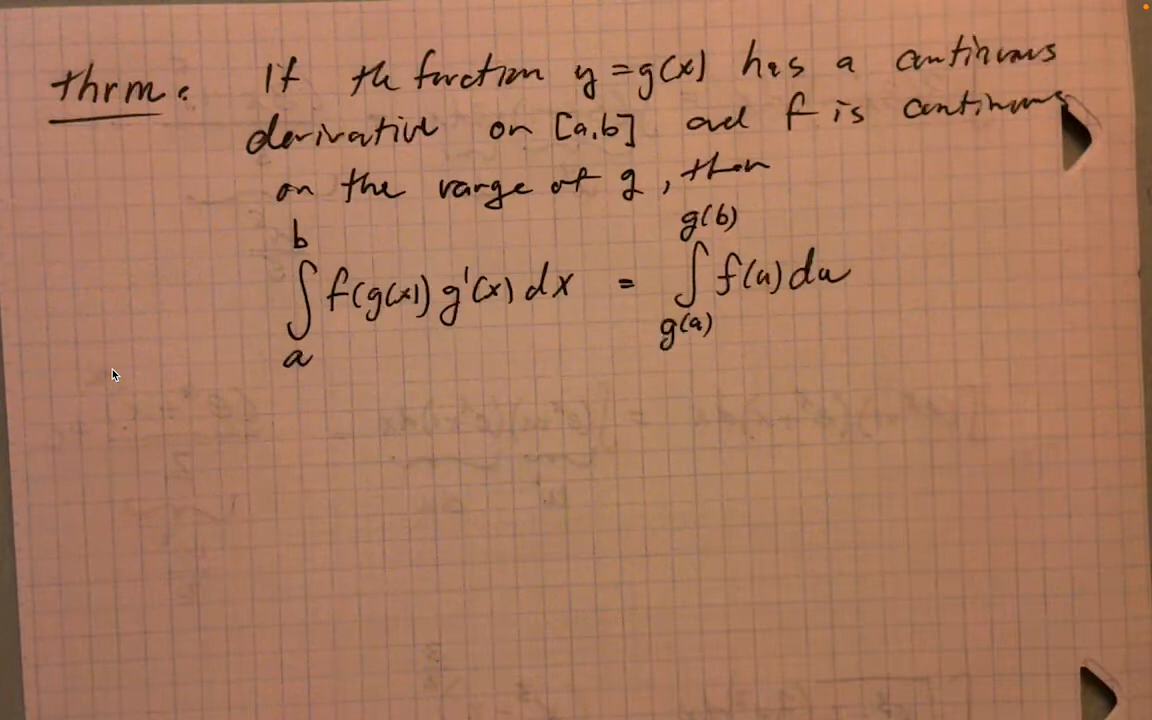 thrm: If the function y = g(x) has a continuous
derivative on [a,b] and f is continuous
on the range of g, then
b g(b)
∫ f(g(x)) g'(x) dx = ∫ f(u) du
a g(a)